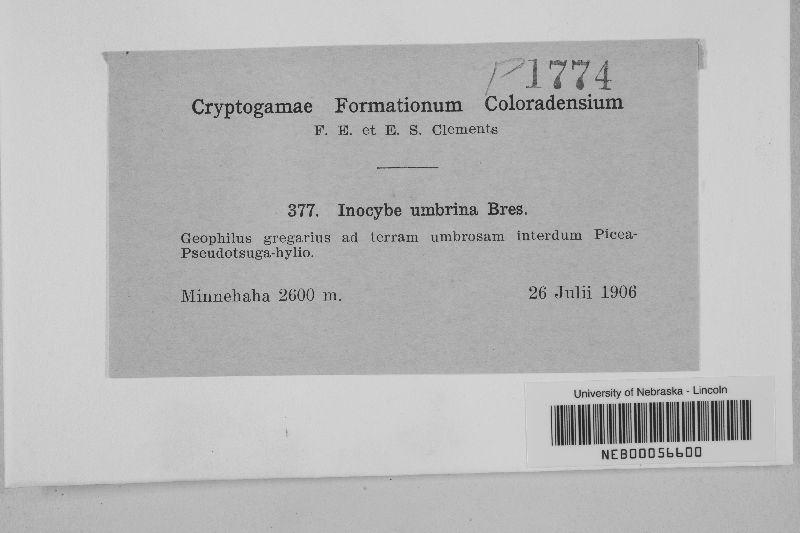 P1774
Cryptogamae Formationum Coloradensium
F. E. et E. S. Clements
377. Inocybe umbrina Bres.
Geophilus gregarius ad terram umbrosam interdum Picea-
Pseudotsuga-hylio.
Minnehaha 2600 m. 26 Julii 1906
University of Nebraska - Lincoln
NEB00056600